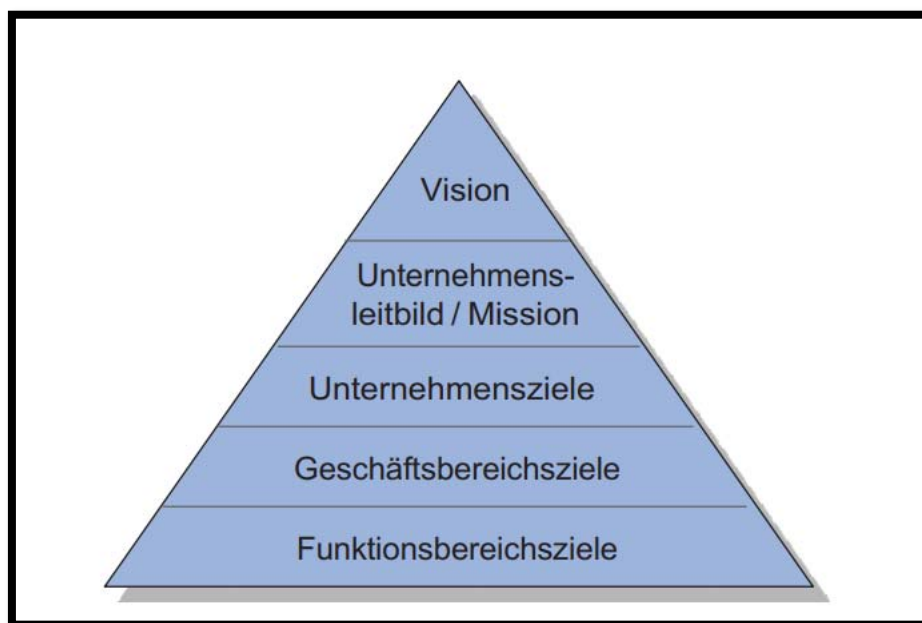 Vision
Unternehmens-
leitbild / Mission
Unternehmensziele
Geschäftsbereichsziele
Funktionsbereichsziele